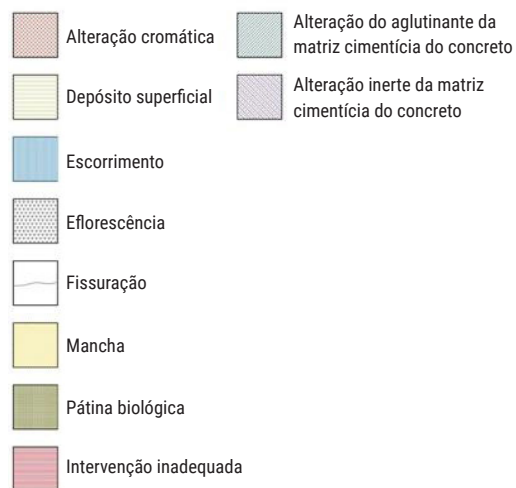 Alteração cromática
Depósito superficial
Escorrimento
Eflorescência
Fissuração
Mancha
Pátina biológica
Intervenção inadequada
Alteração do aglutinante da
matriz cimentícia do concreto
Alteração inerte da matriz
cimentícia do concreto